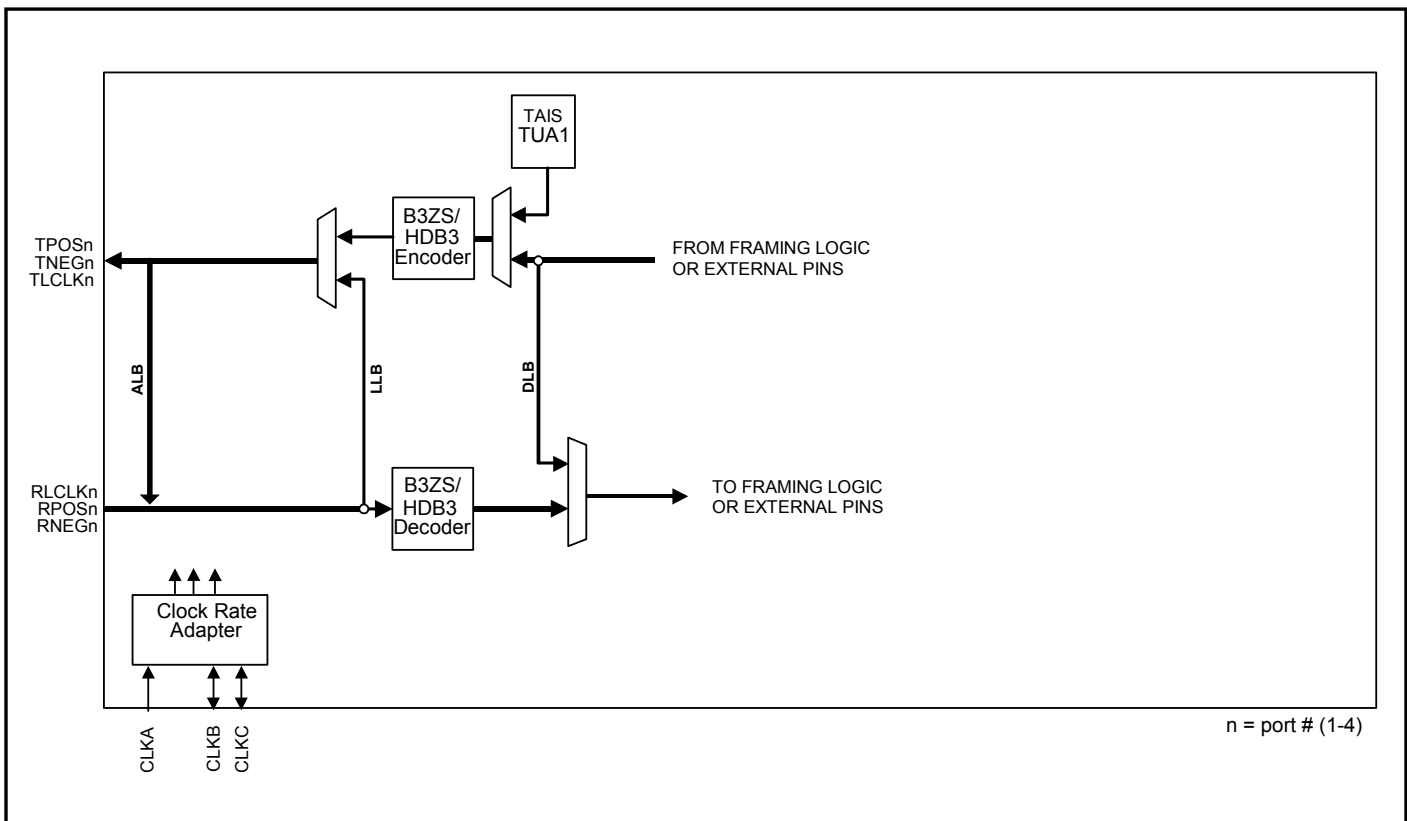 TAIS
TUA1
B3ZS/
HDB3
Encoder
TPOSn
TNEGn
TLCLKn
FROM FRAMING LOGIC
OR EXTERNAL PINS
ALB
LLB
DLB
RLCLKn
RPOSn
RNEGn
B3ZS/
HDB3
Decoder
TO FRAMING LOGIC
OR EXTERNAL PINS
Clock Rate
Adapter
CLKA
CLKB
CLKC
n = port # (1-4)